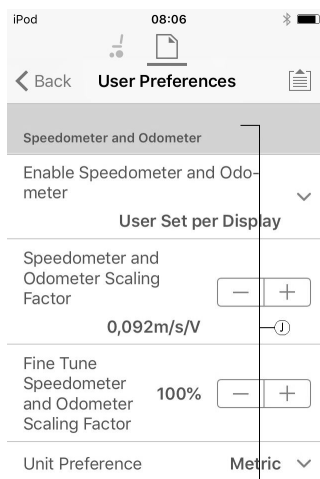 iPod 08:06
Back User Preferences
Speedometer and Odometer
Enable Speedometer and Odo-
meter
User Set per Display
Speedometer and
Odometer Scaling
Factor
0,092m/s/V
J
Fine Tune
Speedometer
and Odometer
Scaling Factor
100%
Unit Preference Metric